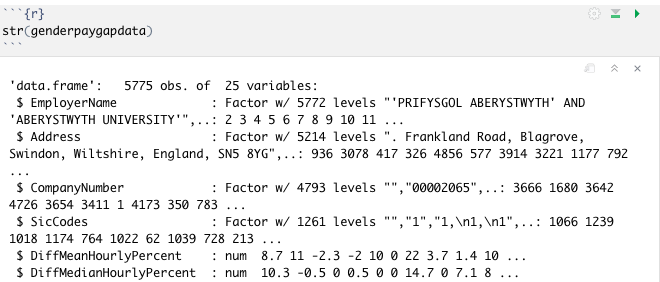 ```{r}
str(genderpaygapdata)
```
'data.frame':   5775 obs. of  25 variables:
 $ EmployerName             : Factor w/ 5772 levels "'PRIFYSGOL ABERYSTWYTH' AND
'ABERYSTWYTH UNIVERSITY'",..: 2 3 4 5 6 7 8 9 10 11 ...
 $ Address                  : Factor w/ 5214 levels ". Frankland Road, Blagrove,
Swindon, Wiltshire, England, SN5 8YG",..: 936 3078 417 326 4856 577 3914 3221 1177 792
...
 $ CompanyNumber            : Factor w/ 4793 levels "","00002065",..: 3666 1680 3642
4726 3654 3411 1 4173 350 783 ...
 $ SicCodes                 : Factor w/ 1261 levels "","1","1,\n1,\n1",..: 1066 1239
1018 1174 764 1022 62 1039 728 213 ...
 $ DiffMeanHourlyPercent    : num  8.7 11 -2.3 -2 10 0 22 3.7 1.4 10 ...
 $ DiffMedianHourlyPercent  : num  10.3 -0.5 0 0.5 0 0 14.7 0 7.1 8 ...